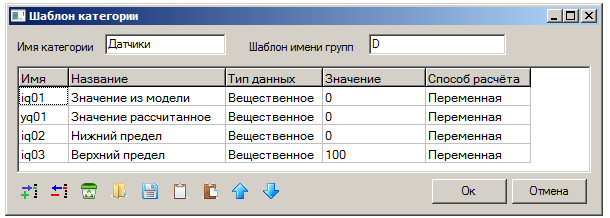 Шаблон категории
Имя категории Датчики Шаблон имени групп D
Имя Название Тип данных Значение Способ расчёта
iq01 Значение из модели Вещественное 0 Переменная
yq01 Значение рассчитанное Вещественное 0 Переменная
iq02 Нижний предел Вещественное 0 Переменная
iq03 Верхний предел Вещественное 100 Переменная
Ок Отмена